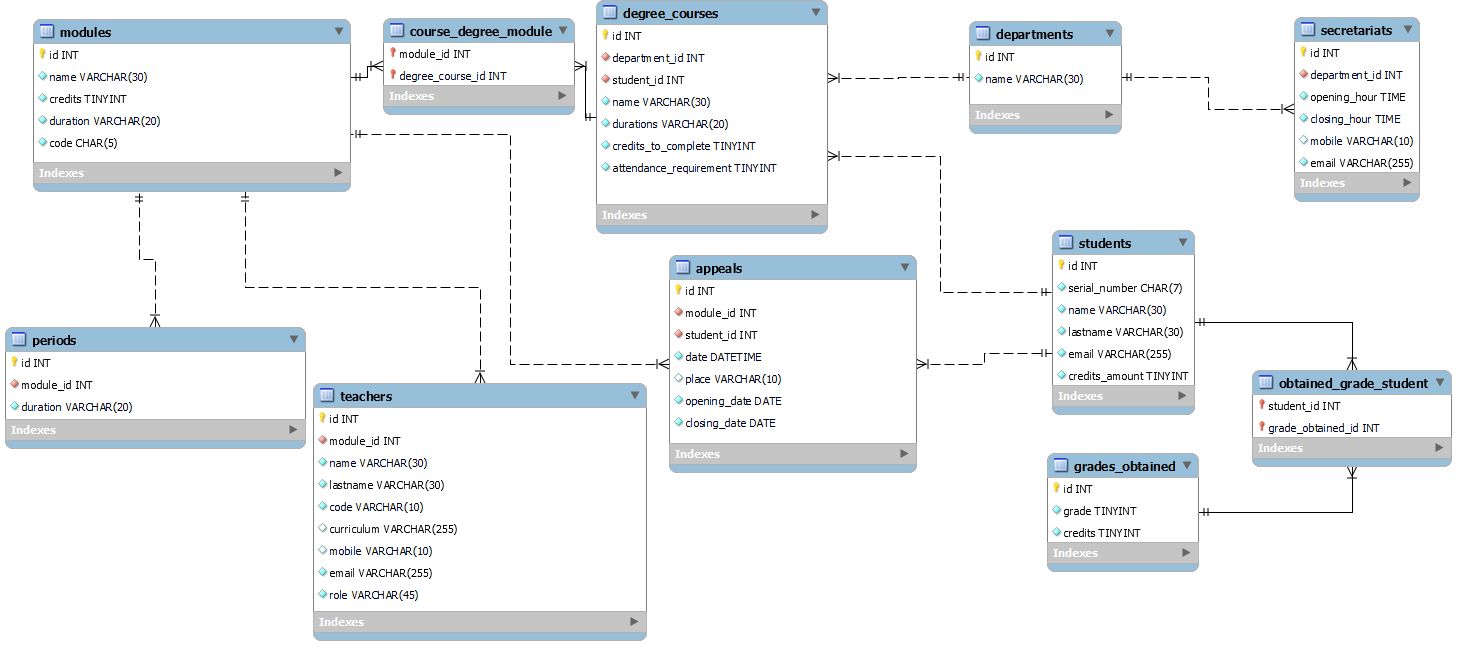 modules
id INT
name VARCHAR(30)
credits TINYINT
duration VARCHAR(20)
code CHAR(5)
Indexes
course_degree_module
module_id INT
degree_course_id INT
Indexes
degree_courses
id INT
department_id INT
student_id INT
name VARCHAR(30)
durations VARCHAR(20)
credits_to_complete TINYINT
attendance_requirement TINYINT
Indexes
departments
id INT
name VARCHAR(30)
Indexes
secretariats
id INT
department_id INT
opening_hour TIME
closing_hour TIME
mobile VARCHAR(10)
email VARCHAR(255)
Indexes
periods
id INT
module_id INT
duration VARCHAR(20)
Indexes
teachers
id INT
module_id INT
name VARCHAR(30)
lastname VARCHAR(30)
code VARCHAR(10)
curriculum VARCHAR(255)
mobile VARCHAR(10)
email VARCHAR(255)
role VARCHAR(45)
Indexes
appeals
id INT
module_id INT
student_id INT
date DATETIME
place VARCHAR(10)
opening_date DATE
closing_date DATE
Indexes
students
id INT
serial_number CHAR(7)
name VARCHAR(30)
lastname VARCHAR(30)
email VARCHAR(255)
credits_amount TINYINT
Indexes
obtained_grade_student
student_id INT
grade_obtained_id INT
Indexes
grades_obtained
id INT
grade TINYINT
credits TINYINT
Indexes